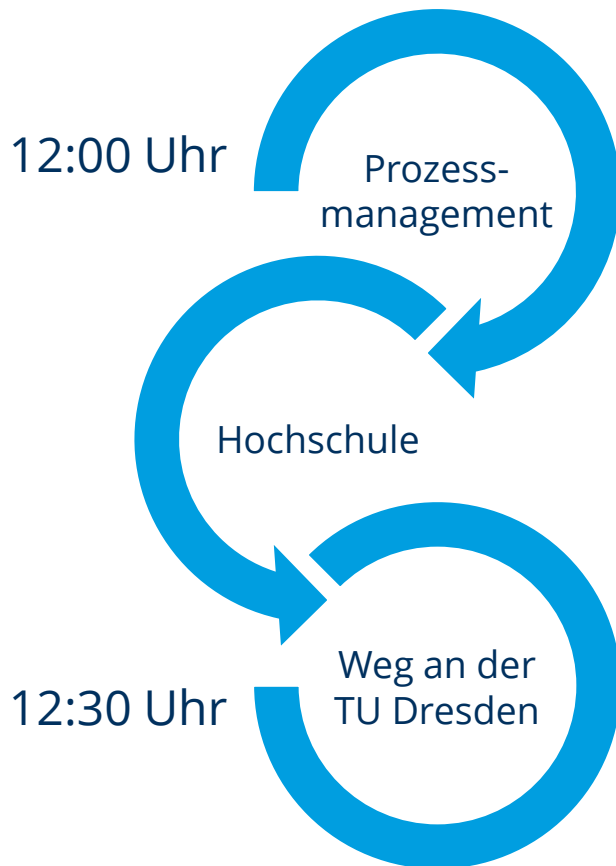 12:00 Uhr
Prozess-
management
Hochschule
Weg an der
TU Dresden
12:30 Uhr